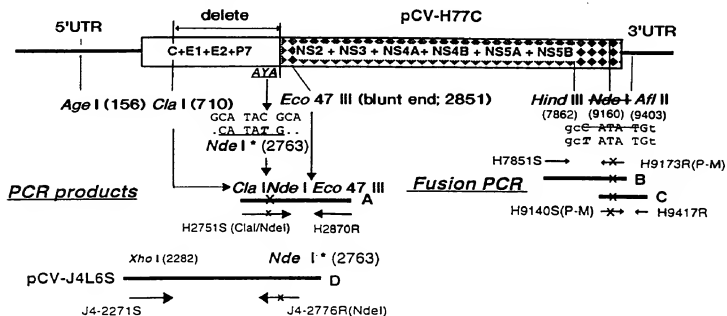 delete
pCV-H77C
5'UTR
3'UTR
C+E1+E2+P7
NS2 + NS3 + NS4A+ NS4B + NS5A + NS5B
AYA
Age I (156)
Cla I (710)
Eco 47 III (blunt end; 2851)
Hind III
(7862)
Nde I
(9160)
Afl II
(9403)
GCA TAC GCA
.CA TATG..
Nde I* (2763)
gcC ATA TGt
gcT ATA TGt
H7851S
H9173R(P-M)
PCR products
Cla I Nde I Eco 47 III
A
Fusion PCR
B
C
H2751S (ClaI/NdeI)
H2870R
H9140S(P-M)
H9417R
pCV-J4L6S
Xho I (2282)
Nde I* (2763)
D
J4-2271S
J4-2776R(NdeI)